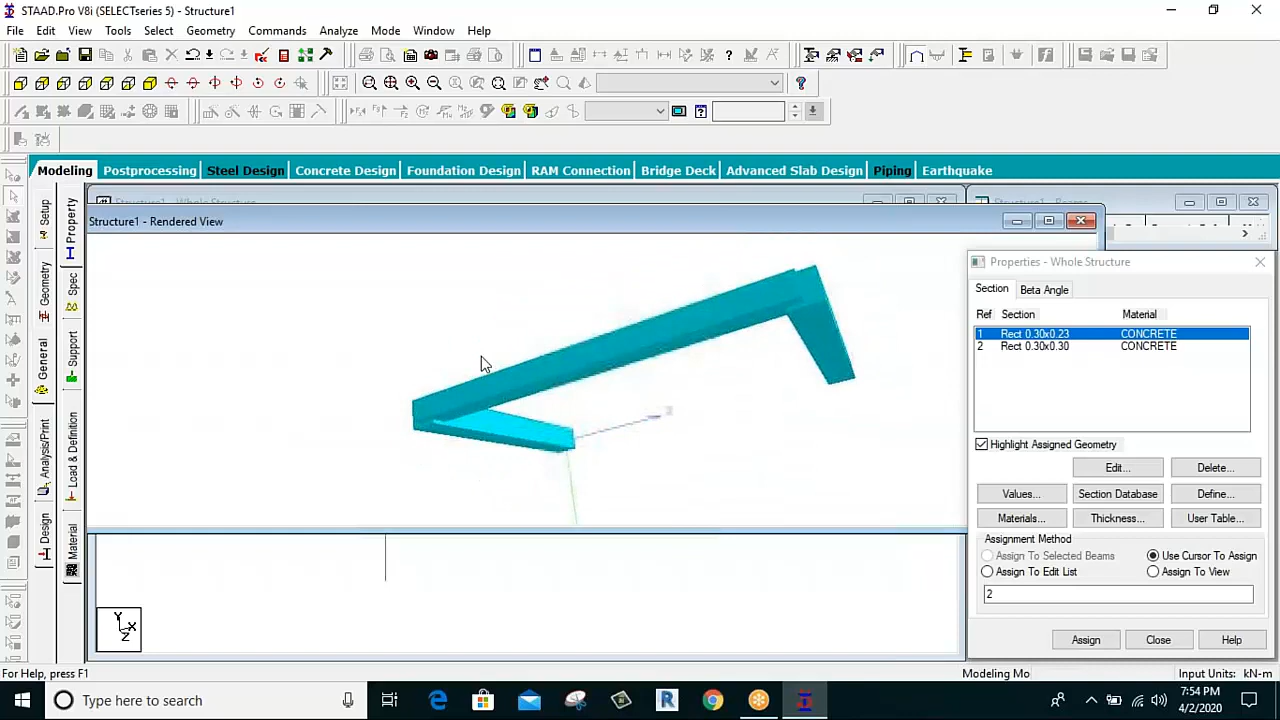 STAAD.Pro V8i (SELECTseries 5) - Structure1
File Edit View Tools Select Geometry Commands Analyze Mode Window Help
Modeling Postprocessing Steel Design Concrete Design Foundation Design RAM Connection Bridge Deck Advanced Slab Design Piping Earthquake
Setup
Geometry
General
Analysis/Print
Design
Property
Spec
Support
Load & Definition
Material
Structure1 - Rendered View
Properties - Whole Structure
Section Beta Angle
Ref Section Material
1 Rect 0.30x0.23 CONCRETE
2 Rect 0.30x0.30 CONCRETE
Highlight Assigned Geometry
Edit... Delete...
Values... Section Database Define...
Materials... Thickness... User Table...
Assignment Method
Assign To Selected Beams Use Cursor To Assign
Assign To Edit List Assign To View
2
Assign Close Help
Y
X
Z
For Help, press F1
Modeling Mo
Input Units: kN-m
Type here to search
7:54 PM
4/2/2020